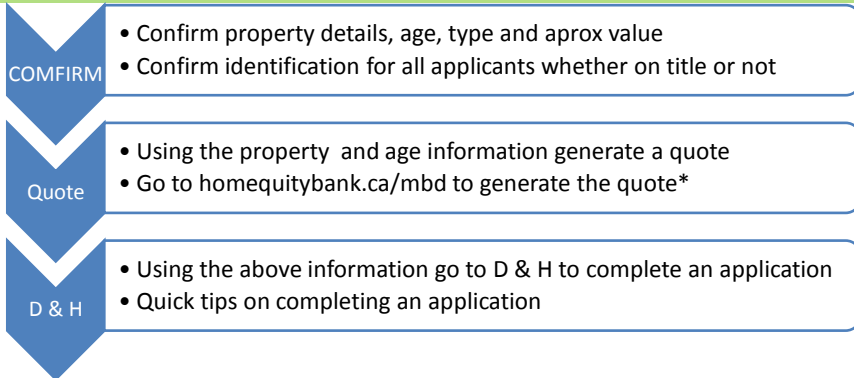 COMFIRM
• Confirm property details, age, type and aprox value
• Confirm identification for all applicants whether on title or not
Quote
• Using the property and age information generate a quote
• Go to homequitybank.ca/mbd to generate the quote*
D & H
• Using the above information go to D & H to complete an application
• Quick tips on completing an application